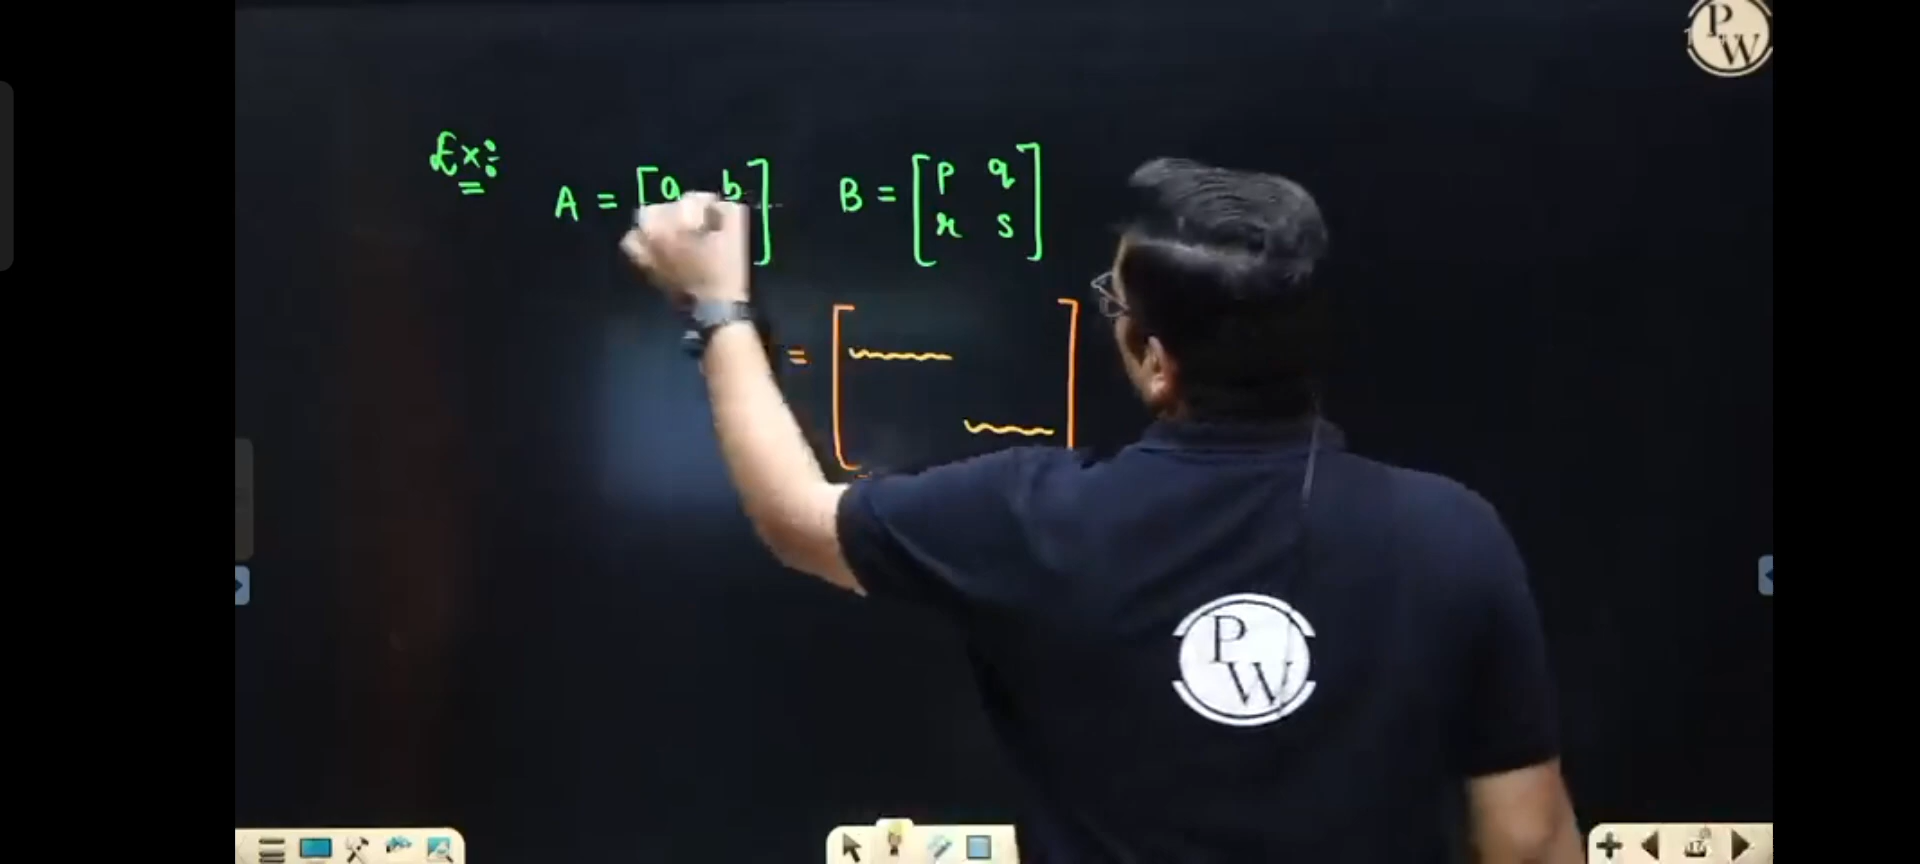 PW
Ex:
A = [a b] B = [p q
r s]
= [ ]
PW